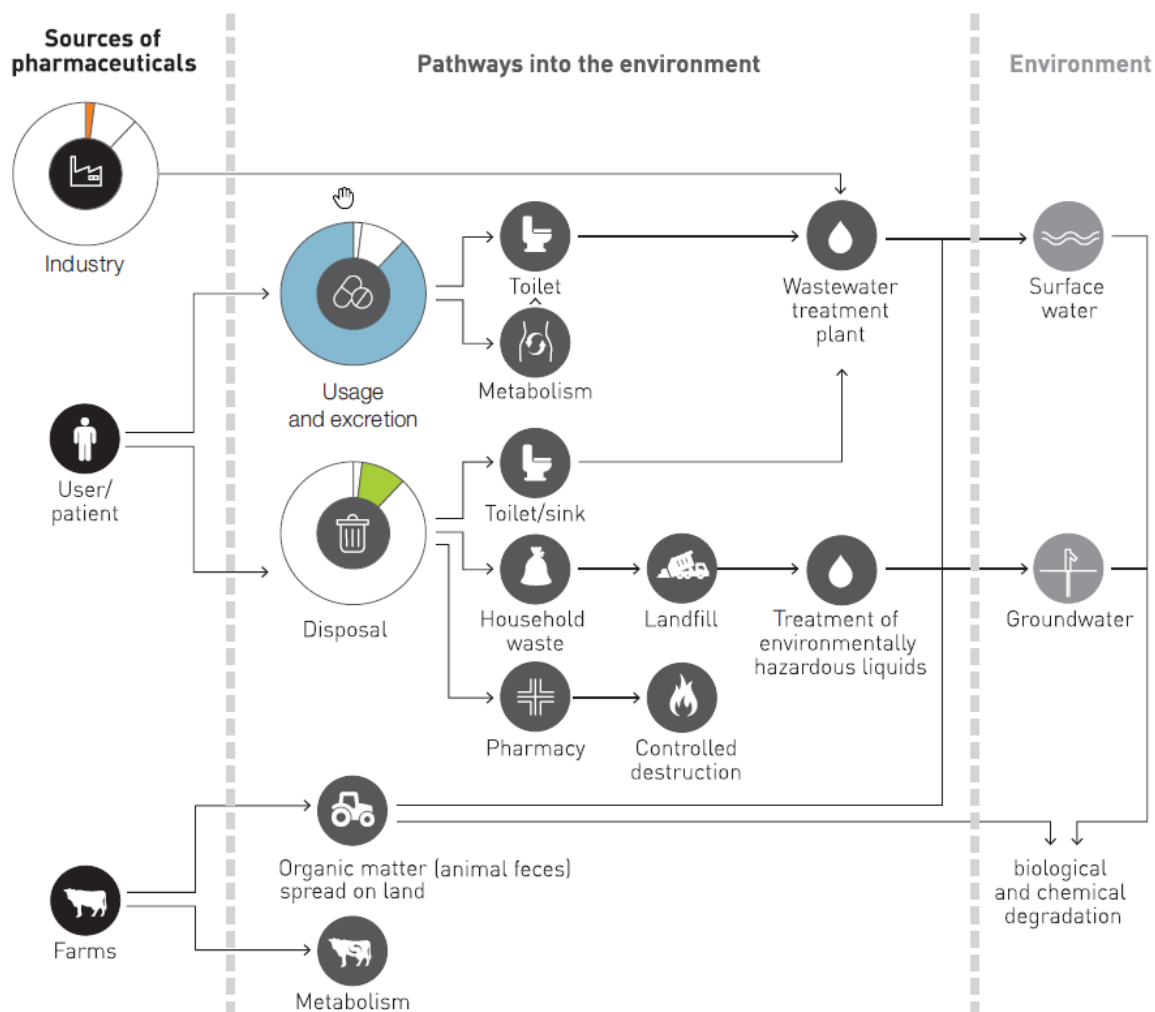 Sources of
pharmaceuticals
Pathways into the environment
Environment
Industry
Toilet
Wastewater
treatment
plant
Surface
water
Metabolism
Usage
and excretion
User/
patient
Toilet/sink
Disposal
Household
waste
Landfill
Treatment of
environmentally
hazardous liquids
Groundwater
Pharmacy
Controlled
destruction
Organic matter (animal feces)
spread on land
biological
and chemical
degradation
Farms
Metabolism